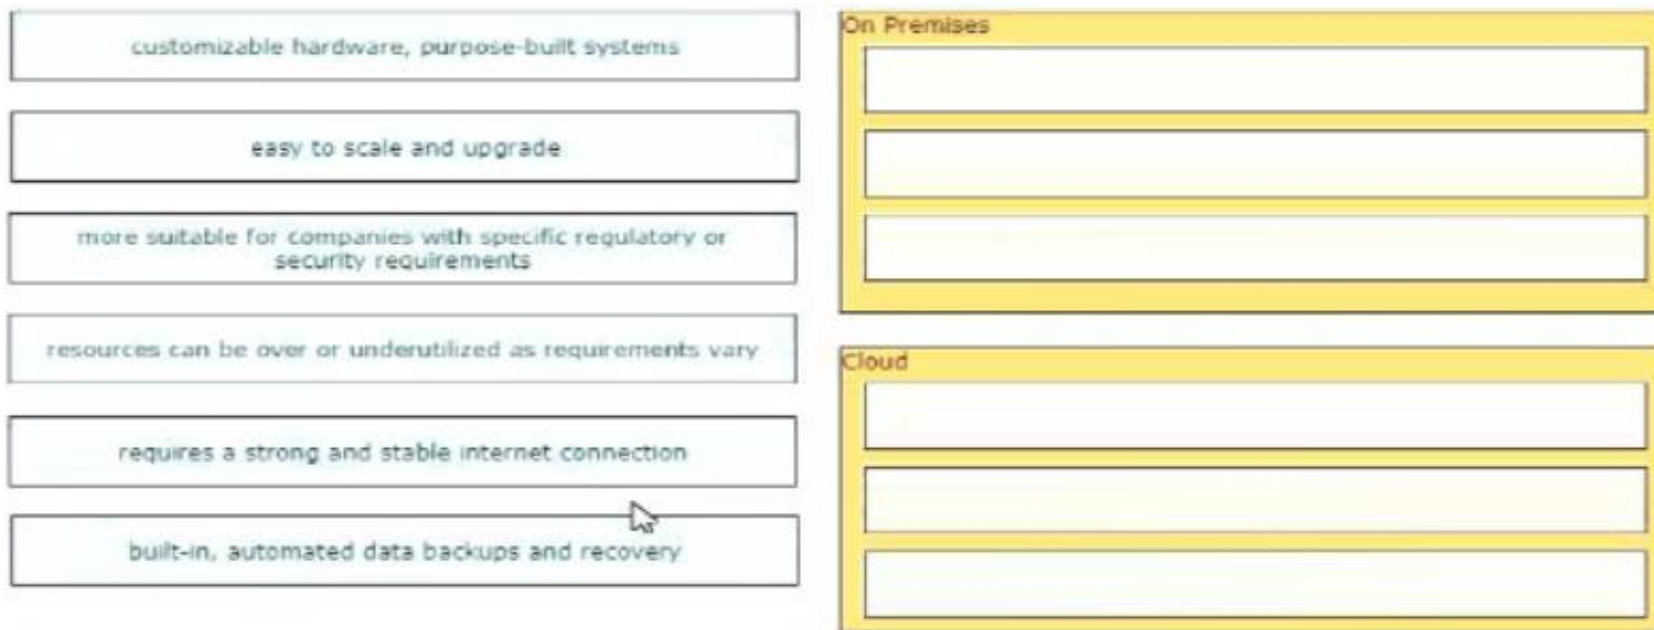 customizable hardware, purpose-built systems
easy to scale and upgrade
more suitable for companies with specific regulatory or
security requirements
resources can be over or underutilized as requirements vary
requires a strong and stable internet connection
built-in, automated data backups and recovery
On Premises
Cloud